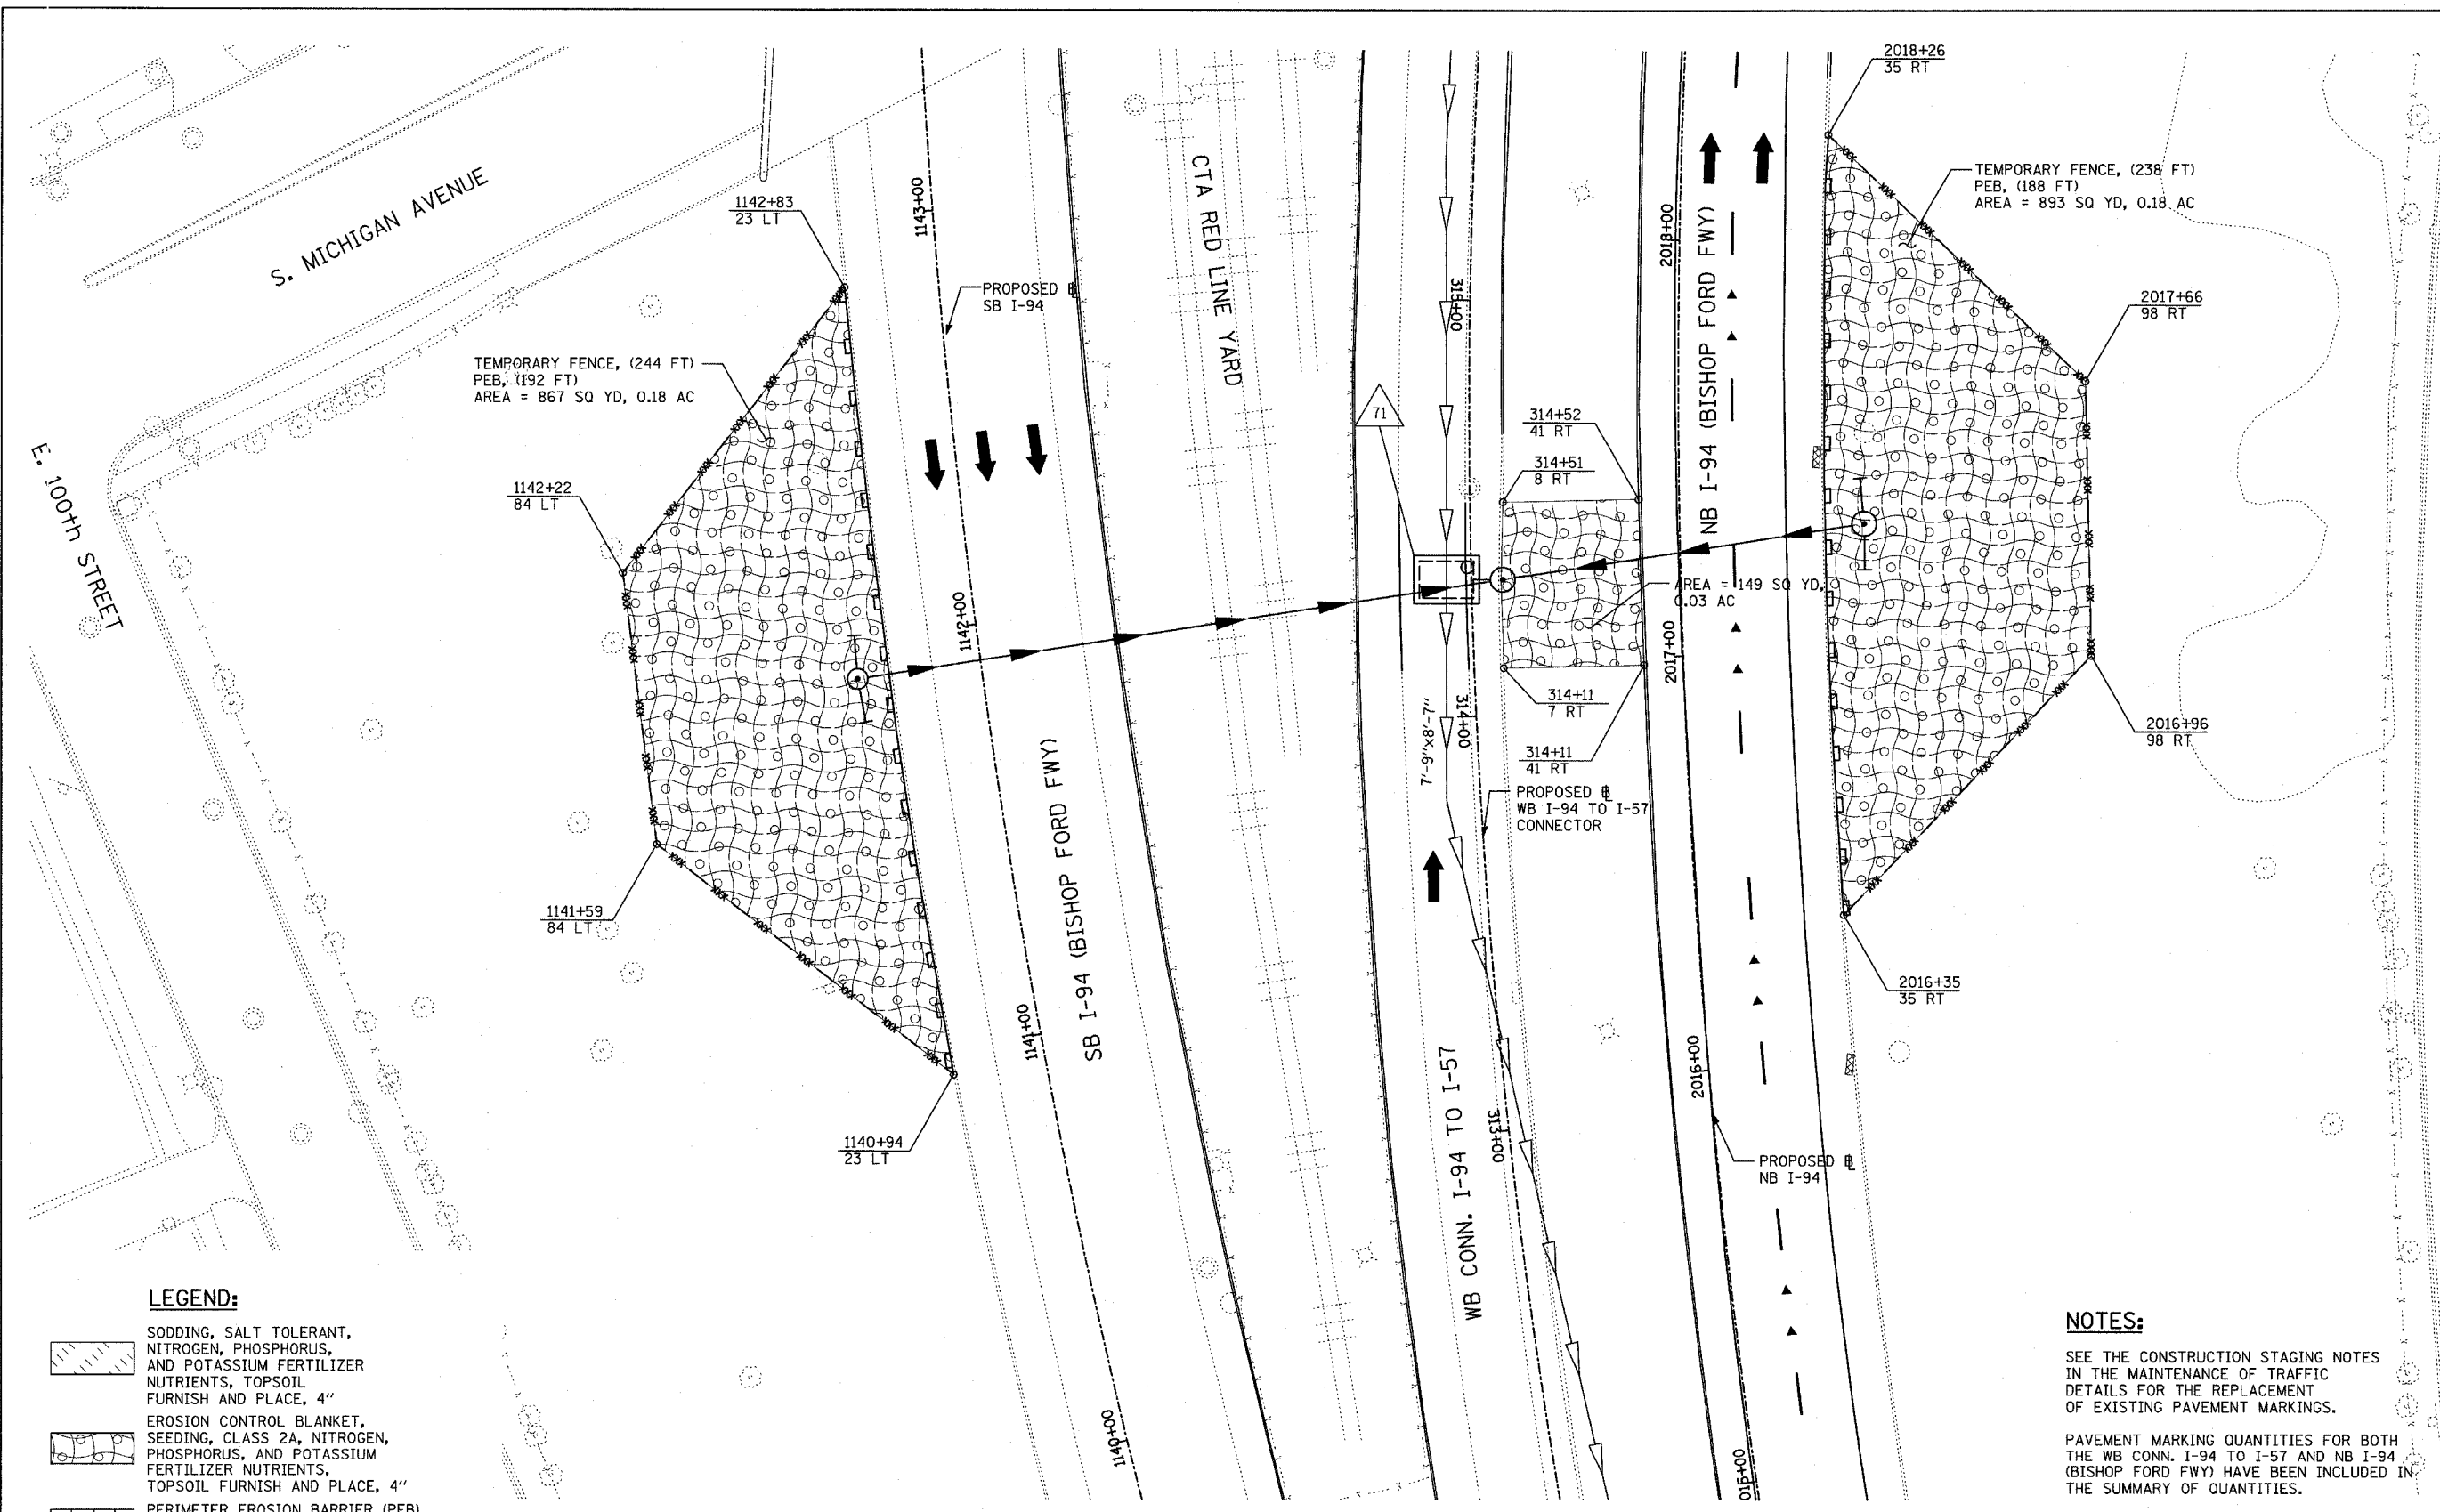 2018+26
35 RT
TEMPORARY FENCE, (238 FT)
PEB, (188 FT)
AREA = 893 SQ YD, 0.18 AC
S. MICHIGAN AVENUE
1142+83
23 LT
1143+00
CTA RED LINE YARD
2018+00
NB I-94 (BISHOP FORD FWY)
PROPOSED B
SB I-94
315+00
2017+66
98 RT
TEMPORARY FENCE, (244 FT)
PEB, (192 FT)
AREA = 867 SQ YD, 0.18 AC
71
314+52
41 RT
314+51
8 RT
E. 100th STREET
1142+22
84 LT
1142+00
AREA = 149 SQ YD,
0.03 AC
2017+00
314+11
7 RT
314+00
7'-9"x8'-7"
314+11
41 RT
2016+96
98 RT
PROPOSED B
WB I-94 TO I-57
CONNECTOR
SB I-94 (BISHOP FORD FWY)
1141+59
84 LT
2016+35
35 RT
1141+00
2016+00
WB CONN. I-94 TO I-57
313+00
1140+94
23 LT
PROPOSED B
NB I-94
1140+00
015+00
LEGEND:
SODDING, SALT TOLERANT,
NITROGEN, PHOSPHORUS,
AND POTASSIUM FERTILIZER
NUTRIENTS, TOPSOIL
FURNISH AND PLACE, 4"
EROSION CONTROL BLANKET,
SEEDING, CLASS 2A, NITROGEN,
PHOSPHORUS, AND POTASSIUM
FERTILIZER NUTRIENTS,
TOPSOIL FURNISH AND PLACE, 4"
PERIMETER EROSION BARRIER (PEB)
NOTES:
SEE THE CONSTRUCTION STAGING NOTES
IN THE MAINTENANCE OF TRAFFIC
DETAILS FOR THE REPLACEMENT
OF EXISTING PAVEMENT MARKINGS.
PAVEMENT MARKING QUANTITIES FOR BOTH
THE WB CONN. I-94 TO I-57 AND NB I-94
(BISHOP FORD FWY) HAVE BEEN INCLUDED IN
THE SUMMARY OF QUANTITIES.